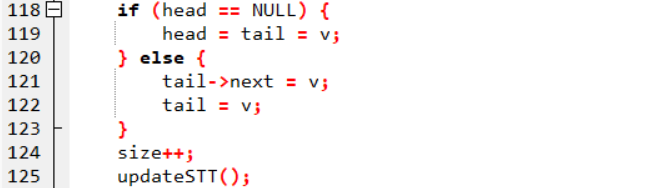 118 if (head == NULL) {
119 head = tail = v;
120 } else {
121 tail->next = v;
122 tail = v;
123 }
124 size++;
125 updateSTT();